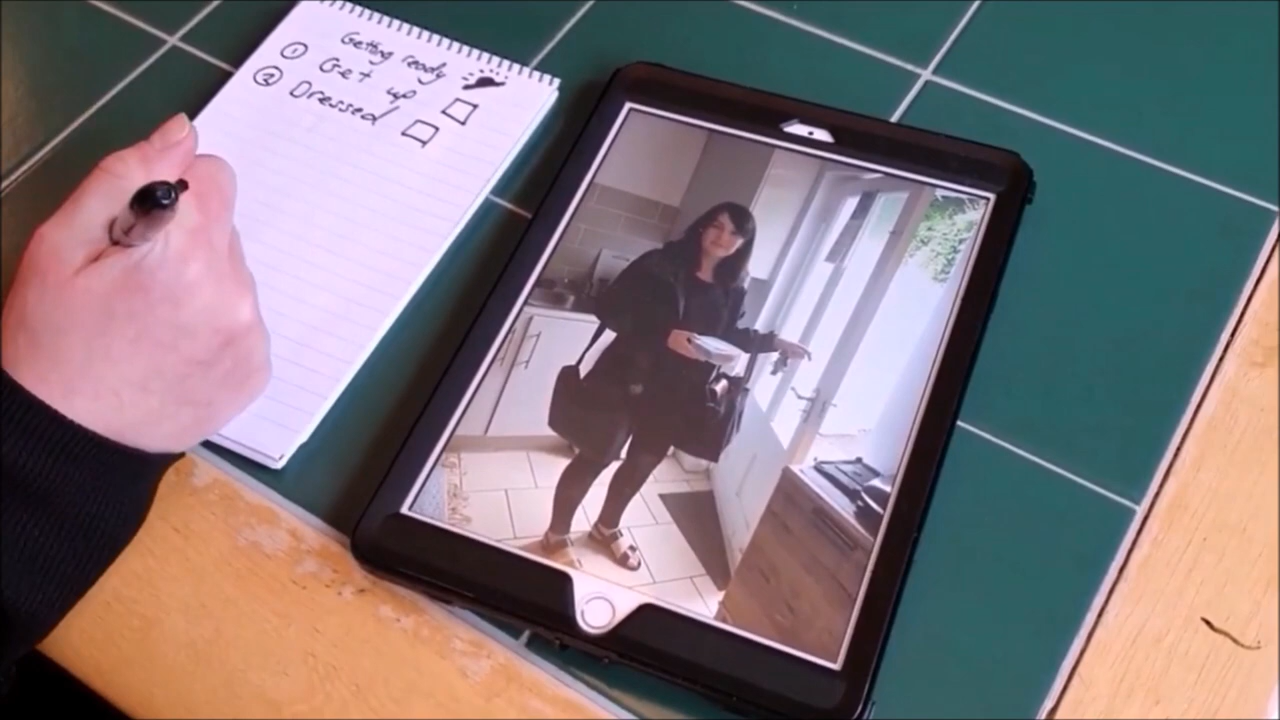 Getting ready
① Get up
② Dressed